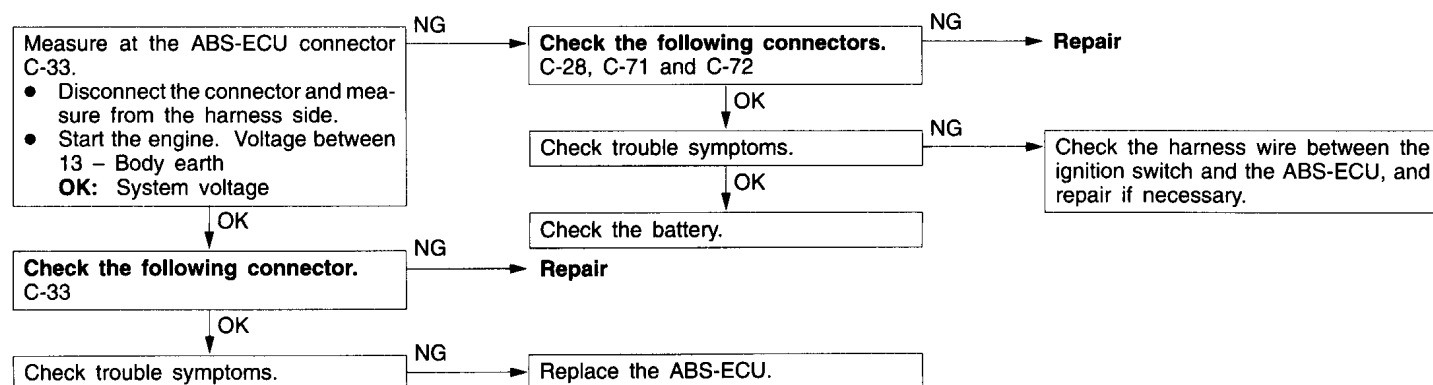 Measure at the ABS-ECU connector
C-33.
● Disconnect the connector and mea-
sure from the harness side.
● Start the engine. Voltage between
13 – Body earth
OK: System voltage
NG
Check the following connectors.
C-28, C-71 and C-72
NG
Repair
OK
Check trouble symptoms.
NG
Check the harness wire between the
ignition switch and the ABS-ECU, and
repair if necessary.
OK
Check the battery.
OK
Check the following connector.
C-33
NG
Repair
OK
Check trouble symptoms.
NG
Replace the ABS-ECU.